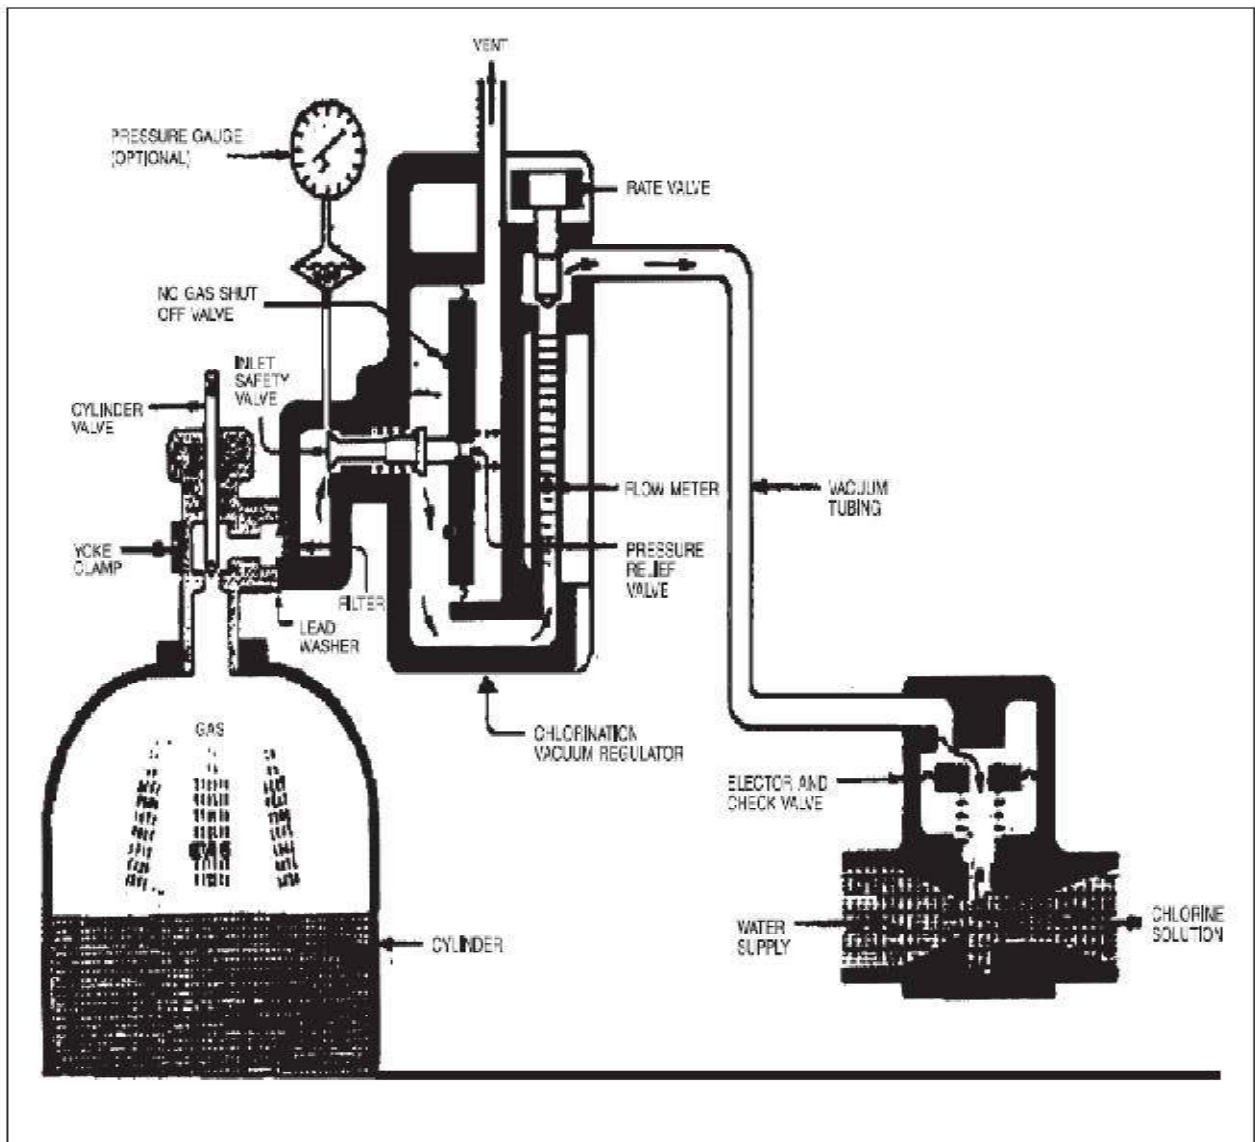 VENT
PRESSURE GAUGE
(OPTIONAL)
RATE VALVE
NO GAS SHUT
OFF VALVE
INLET
SAFETY
VALVE
CYLINDER
VALVE
FLOW METER
VACUUM
TUBING
YOKE
CLAMP
PRESSURE
RELIEF
VALVE
FILTER
LEAD
WASHER
GAS
CHLORINATION
VACUUM REGULATOR
ELECTOR AND
CHECK VALVE
WATER
SUPPLY
CHLORINE
SOLUTION
CYLINDER